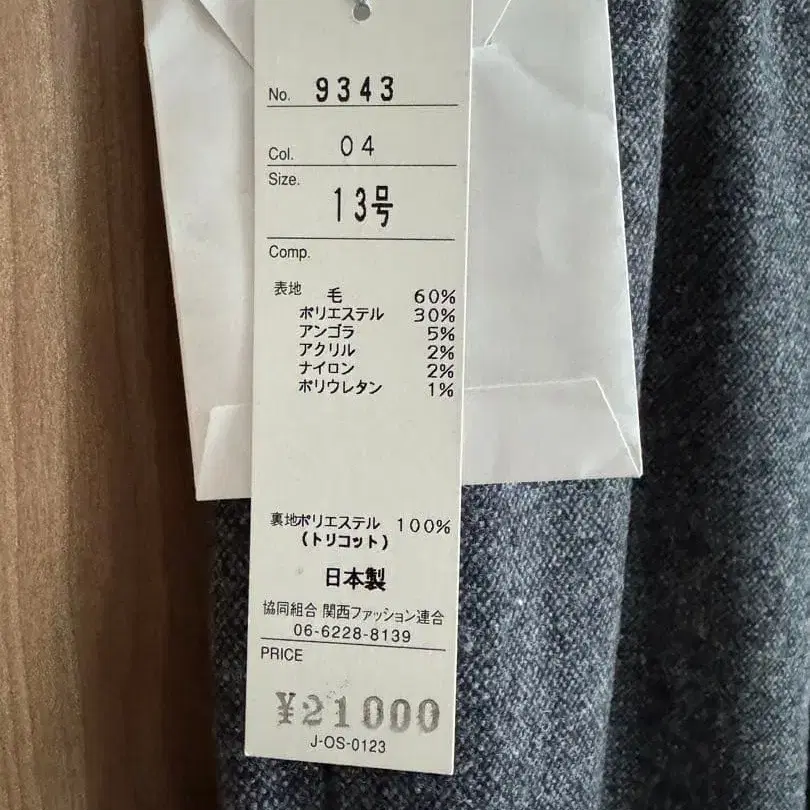 No. 9343
Col. 04
Size.
13号
Comp.
表地 毛 60%
ポリエステル 30%
アンゴラ 5%
アクリル 2%
ナイロン 2%
ポリウレタン 1%
裏地ポリエステル 100%
(トリコット)
日本製
協同組合 関西ファッション連合
06-6228-8139
PRICE
¥21000
J-OS-0123